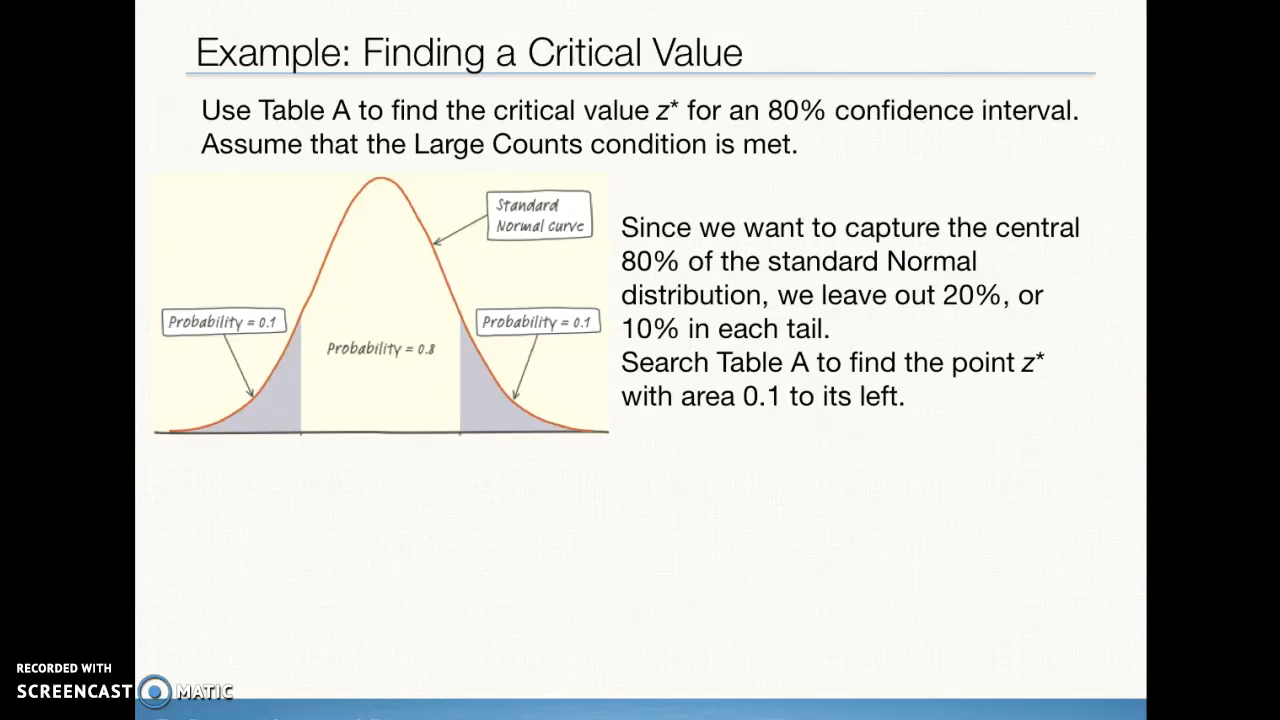 Example: Finding a Critical Value
Use Table A to find the critical value z* for an 80% confidence interval.
Assume that the Large Counts condition is met.
Standard
Normal curve
Probability = 0.1
Probability = 0.1
Probability = 0.8
Since we want to capture the central
80% of the standard Normal
distribution, we leave out 20%, or
10% in each tail.
Search Table A to find the point z*
with area 0.1 to its left.
RECORDED WITH
SCREENCAST MATIC